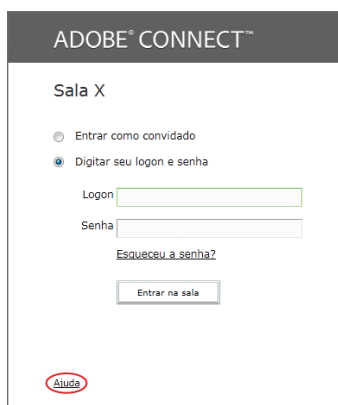 ADOBE® CONNECT™
Sala X
Entrar como convidado
Digitar seu logon e senha
Logon
Senha
Esqueceu a senha?
Entrar na sala
Ajuda